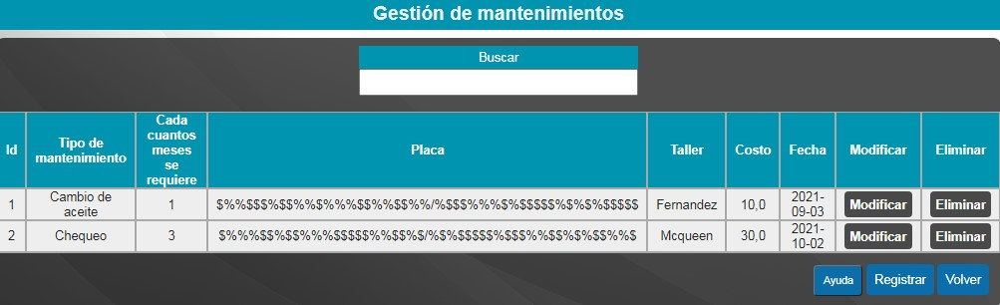 Gestión de mantenimientos
Buscar
Id
Tipo de
mantenimiento
Cada
cuantos
meses
se
requiere
Placa
Taller
Costo
Fecha
Modificar
Eliminar
1
Cambio de
aceite
1
$%%$$$%$$%%$%%%$$%%$$%%/%$$$%%%$%$$$$$%$%$%$$$$$
Fernandez
10,0
2021-
09-03
Modificar
Eliminar
2
Chequeo
3
$%%%$$%$$%%%$$$$$%%$$%$/%$%$$$$$%$$$%%$$%$%$$%%$
Mcqueen
30,0
2021-
10-02
Modificar
Eliminar
Ayuda
Registrar
Volver